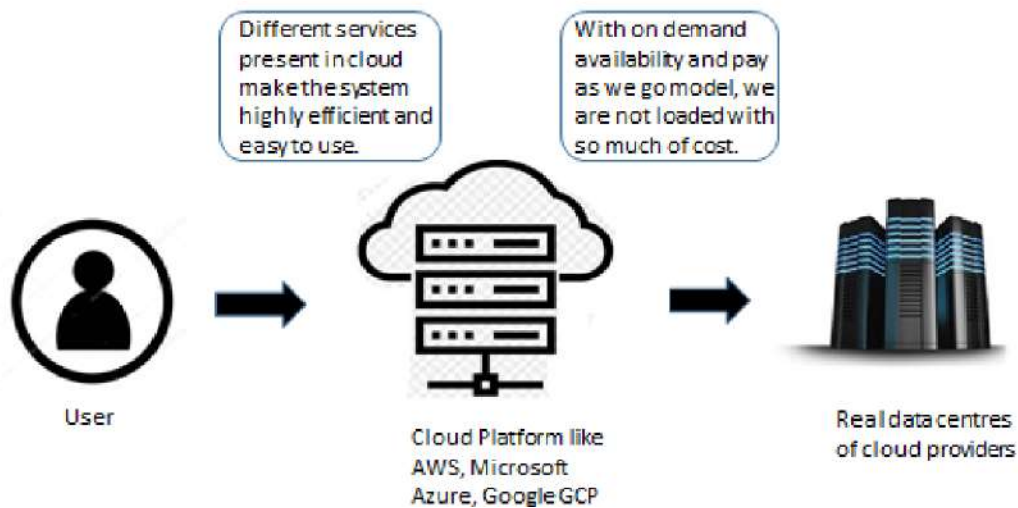 Different services
present in cloud
make the system
highly efficient and
easy to use.
With on demand
availability and pay
as we go model, we
are not loaded with
so much of cost.
User
Cloud Platform like
AWS, Microsoft
Azure, Google GCP
Real data centres
of cloud providers